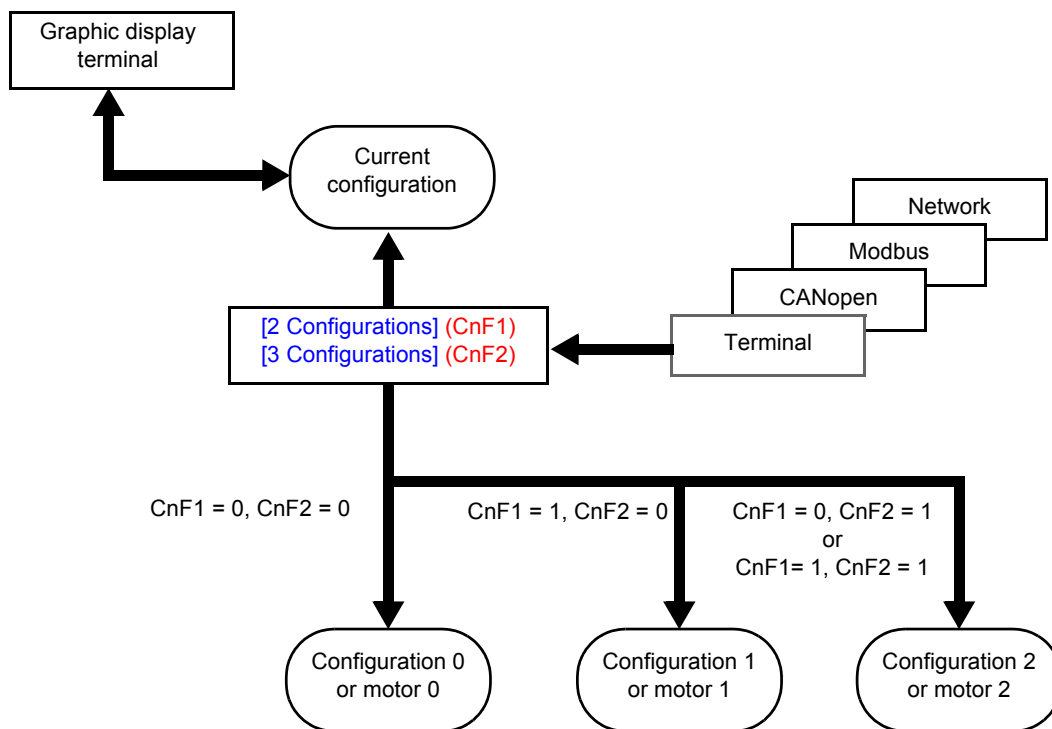 Graphic display
terminal
Current
configuration
Network
Modbus
CANopen
Terminal
[2 Configurations] (CnF1)
[3 Configurations] (CnF2)
CnF1 = 0, CnF2 = 0
CnF1 = 1, CnF2 = 0
CnF1 = 0, CnF2 = 1
or
CnF1= 1, CnF2 = 1
Configuration 0
or motor 0
Configuration 1
or motor 1
Configuration 2
or motor 2